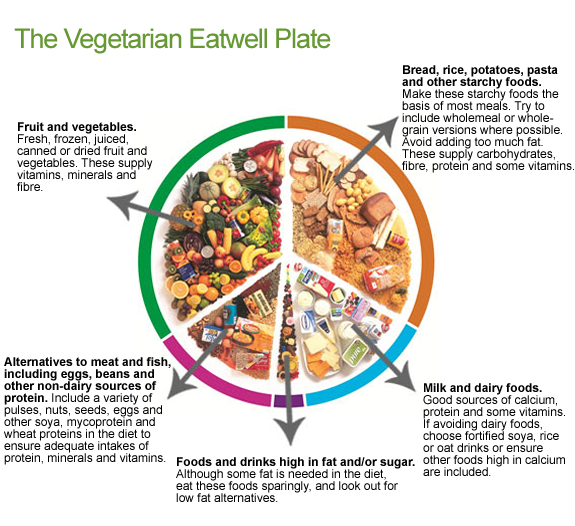 The Vegetarian Eatwell Plate
Bread, rice, potatoes, pasta
and other starchy foods.
Make these starchy foods the
basis of most meals. Try to
include wholemeal or whole-
grain versions where possible.
Avoid adding too much fat.
These supply carbohydrates,
fibre, protein and some vitamins.
Fruit and vegetables.
Fresh, frozen, juiced,
canned or dried fruit and
vegetables. These supply
vitamins, minerals and
fibre.
Alternatives to meat and fish,
including eggs, beans and
other non-dairy sources of
protein. Include a variety of
pulses, nuts, seeds, eggs and
other soya, mycoprotein and
wheat proteins in the diet to
ensure adequate intakes of
protein, minerals and vitamins.
Foods and drinks high in fat and/or sugar.
Although some fat is needed in the diet,
eat these foods sparingly, and look out for
low fat alternatives.
Milk and dairy foods.
Good sources of calcium,
protein and some vitamins.
If avoiding dairy foods,
choose fortified soya, rice
or oat drinks or ensure
other foods high in calcium
are included.